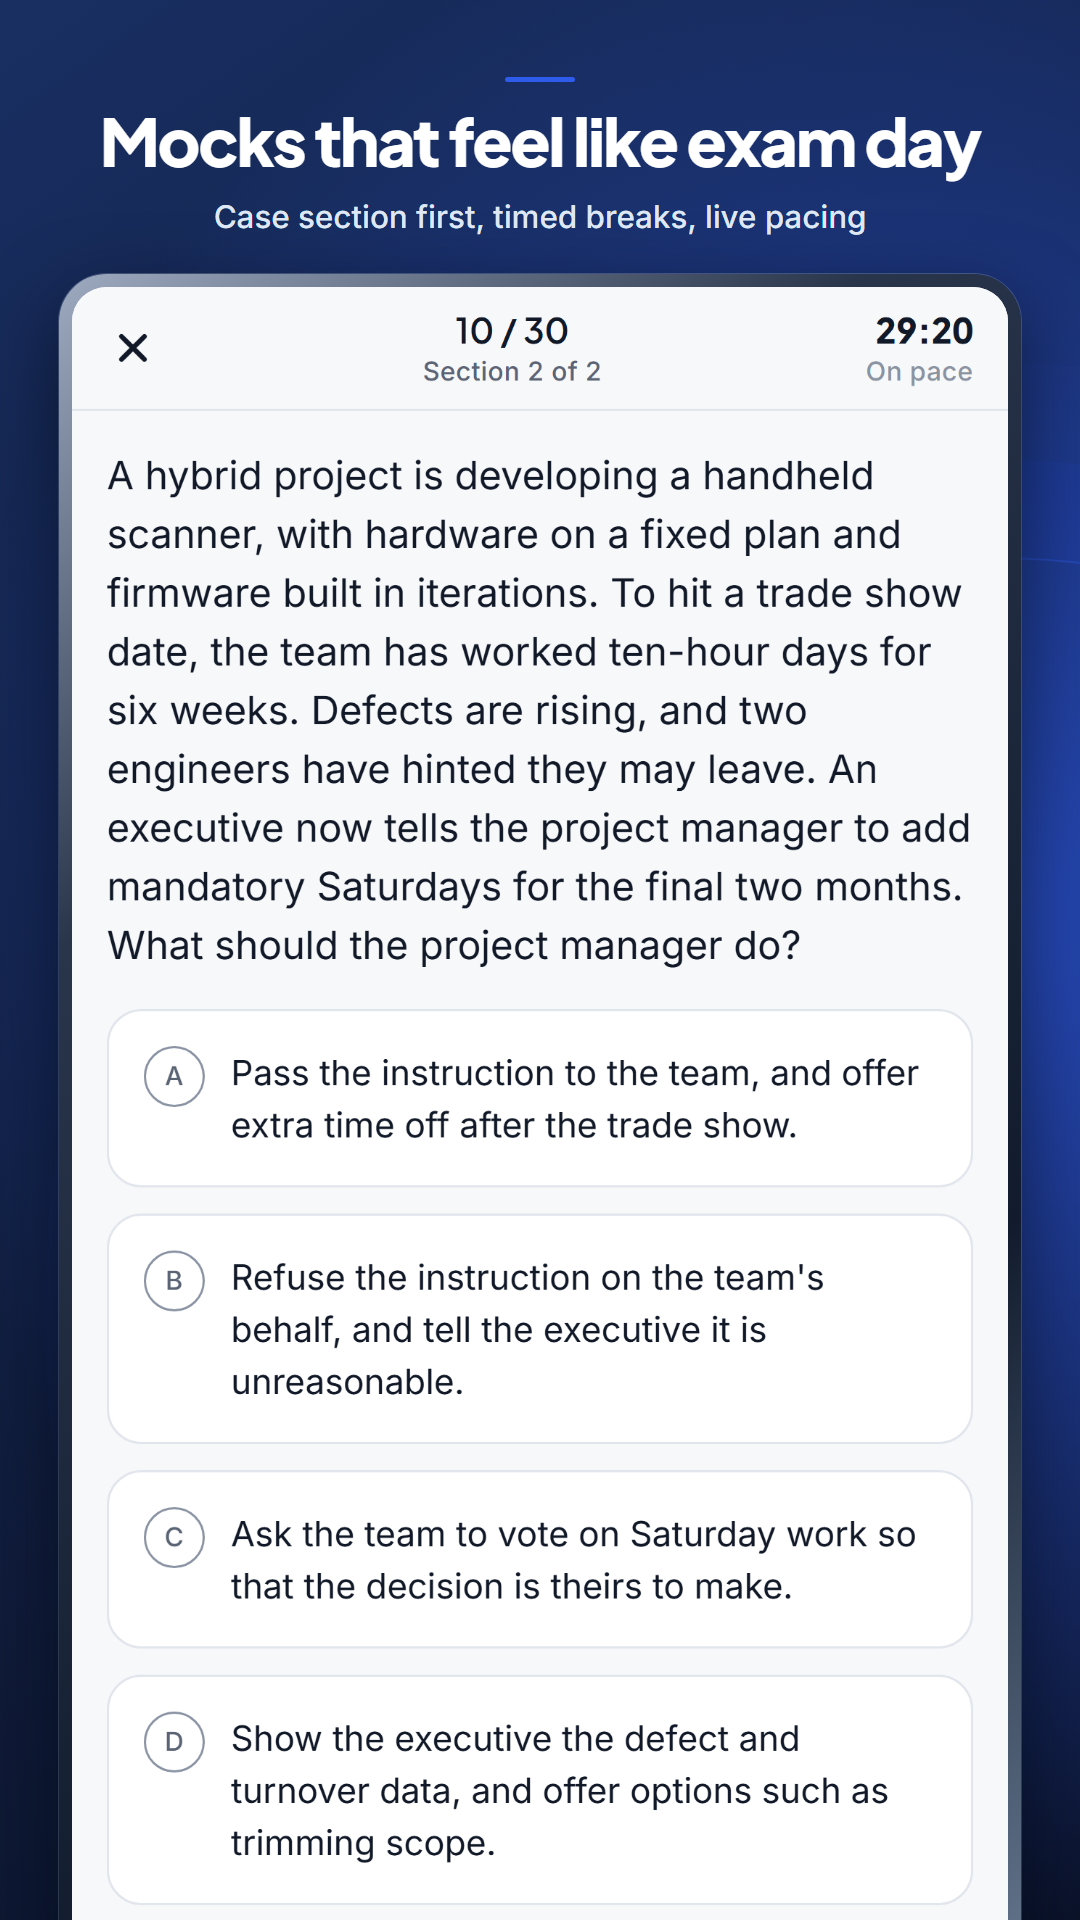 Mocks that feel like exam day
Case section first, timed breaks, live pacing
10 / 30
Section 2 of 2
29:20
On pace
A hybrid project is developing a handheld
scanner, with hardware on a fixed plan and
firmware built in iterations. To hit a trade show
date, the team has worked ten-hour days for
six weeks. Defects are rising, and two
engineers have hinted they may leave. An
executive now tells the project manager to add
mandatory Saturdays for the final two months.
What should the project manager do?
A
Pass the instruction to the team, and offer
extra time off after the trade show.
B
Refuse the instruction on the team's
behalf, and tell the executive it is
unreasonable.
C
Ask the team to vote on Saturday work so
that the decision is theirs to make.
D
Show the executive the defect and
turnover data, and offer options such as
trimming scope.